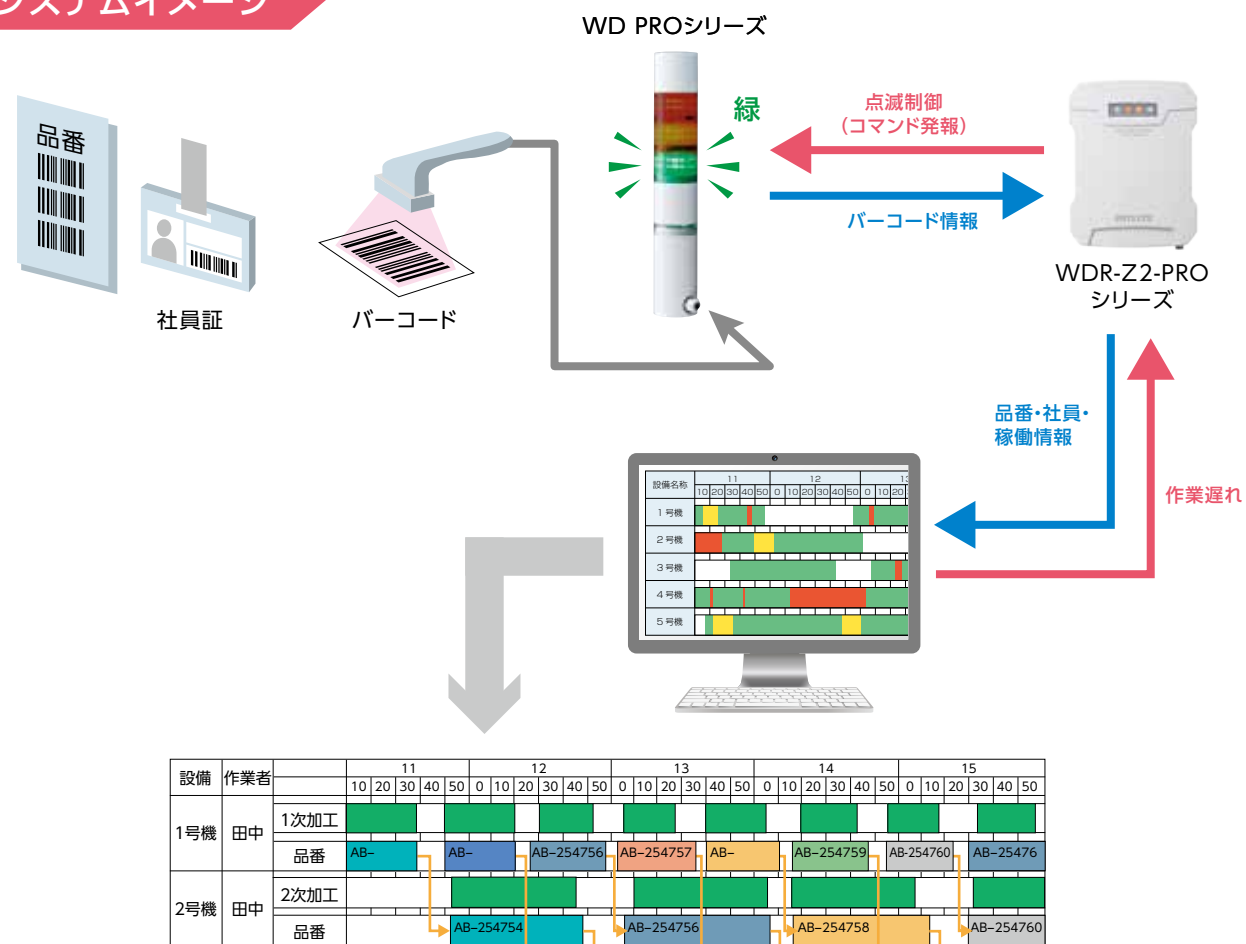 システムイメージ
WD PROシリーズ
品番
社員証
バーコード
緑
点滅制御
（コマンド発報）
バーコード情報
WDR-Z2-PRO
シリーズ
品番・社員・
稼働情報
作業遅れ
設備名称 11 12 13
10 20 30 40 50 0 10 20 30 40 50 0 10 20
1号機
2号機
3号機
4号機
5号機
設備 作業者 11 12 13 14 15
10 20 30 40 50 0 10 20 30 40 50 0 10 20 30 40 50 0 10 20 30 40 50 0 10 20 30 40 50
1号機 田中 1次加工
品番 AB− AB− AB−254756 AB−254757 AB− AB−254759 AB-254760 AB−25476
2号機 田中 2次加工
品番 AB−254754 AB−254756 AB−254758 AB−254760